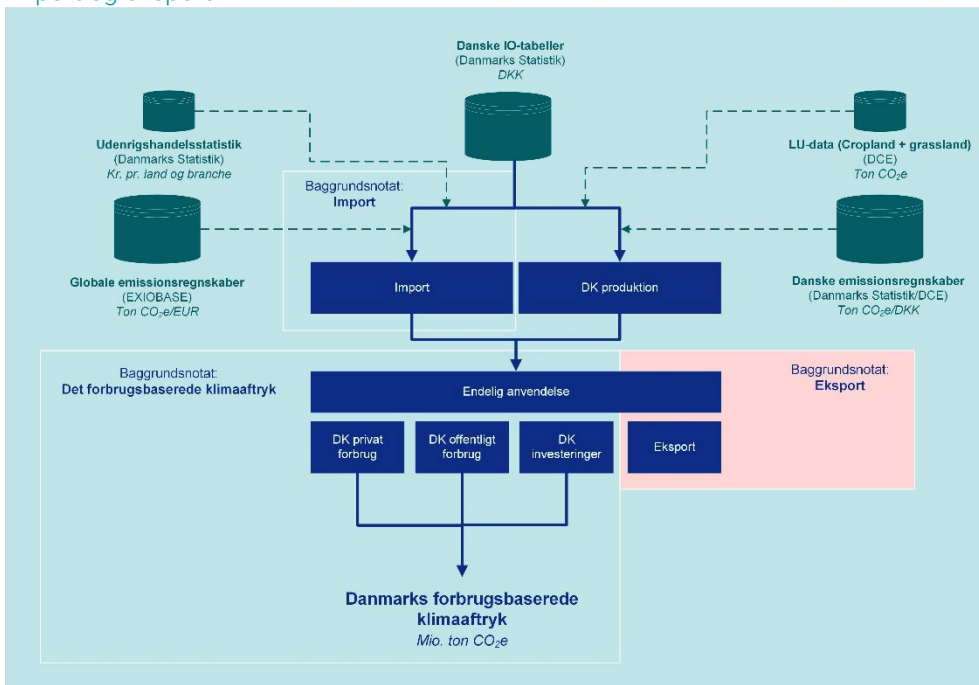 Danske IO-tabeller
(Danmarks Statistik)
DKK
Udenrigshandelsstatistik
(Danmarks Statistik)
Kr. pr. land og branche
LU-data (Cropland + grassland)
(DCE)
Ton CO₂e
Baggrundsnotat:
Import
Globale emissionsregnskaber
(EXIOBASE)
Ton CO₂e/EUR
Import
DK produktion
Danske emissionsregnskaber
(Danmarks Statistik/DCE)
Ton CO₂e/DKK
Baggrundsnotat:
Det forbrugsbaserede klimaaftryk
Endelig anvendelse
Baggrundsnotat:
Eksport
DK privat
forbrug
DK offentligt
forbrug
DK
investeringer
Eksport
Danmarks forbrugsbaserede
klimaaftryk
Mio. ton CO₂e